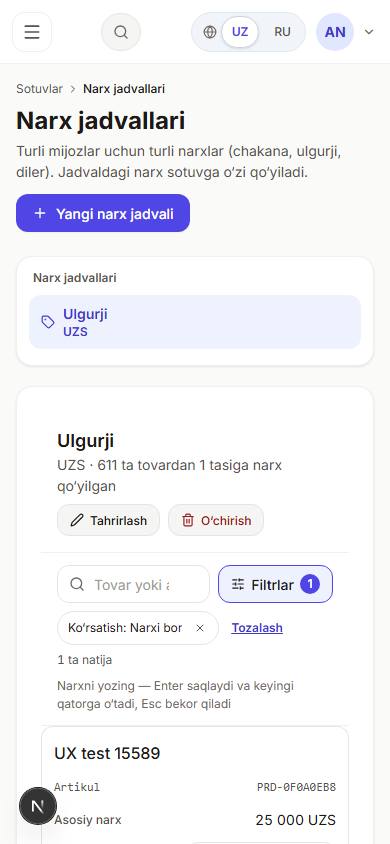 UZ
RU
AN
Sotuvlar > Narx jadvallari
Narx jadvallari
Turli mijozlar uchun turli narxlar (chakana, ulgurji,
diler). Jadvaldagi narx sotuvga o‘zi qo‘yiladi.
+ Yangi narx jadvali
Narx jadvallari
Ulgurji
UZS
Ulgurji
UZS · 611 ta tovardan 1 tasiga narx
qo‘yilgan
Tahrirlash
O‘chirish
Tovar yoki a
Filtrlar 1
Ko‘rsatish: Narxi bor ×
Tozalash
1 ta natija
Narxni yozing — Enter saqlaydi va keyingi
qatorga o‘tadi, Esc bekor qiladi
UX test 15589
Artikul PRD-0F0A0EB8
N
Asosiy narx 25 000 UZS